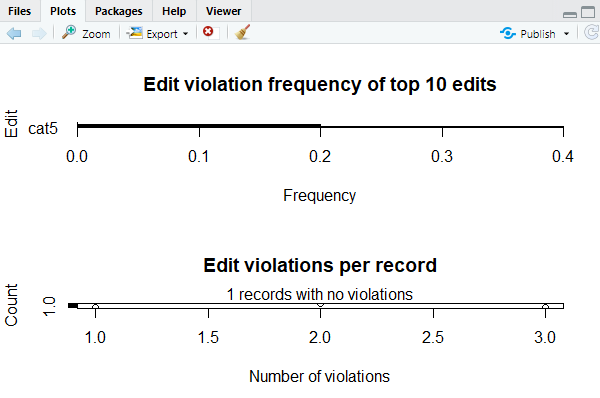 Files Plots Packages Help Viewer
Zoom Export Publish
Edit violation frequency of top 10 edits
Edit
cat5
0.0 0.1 0.2 0.3 0.4
Frequency
Edit violations per record
1 records with no violations
Count
1.0
1.0 1.5 2.0 2.5 3.0
Number of violations